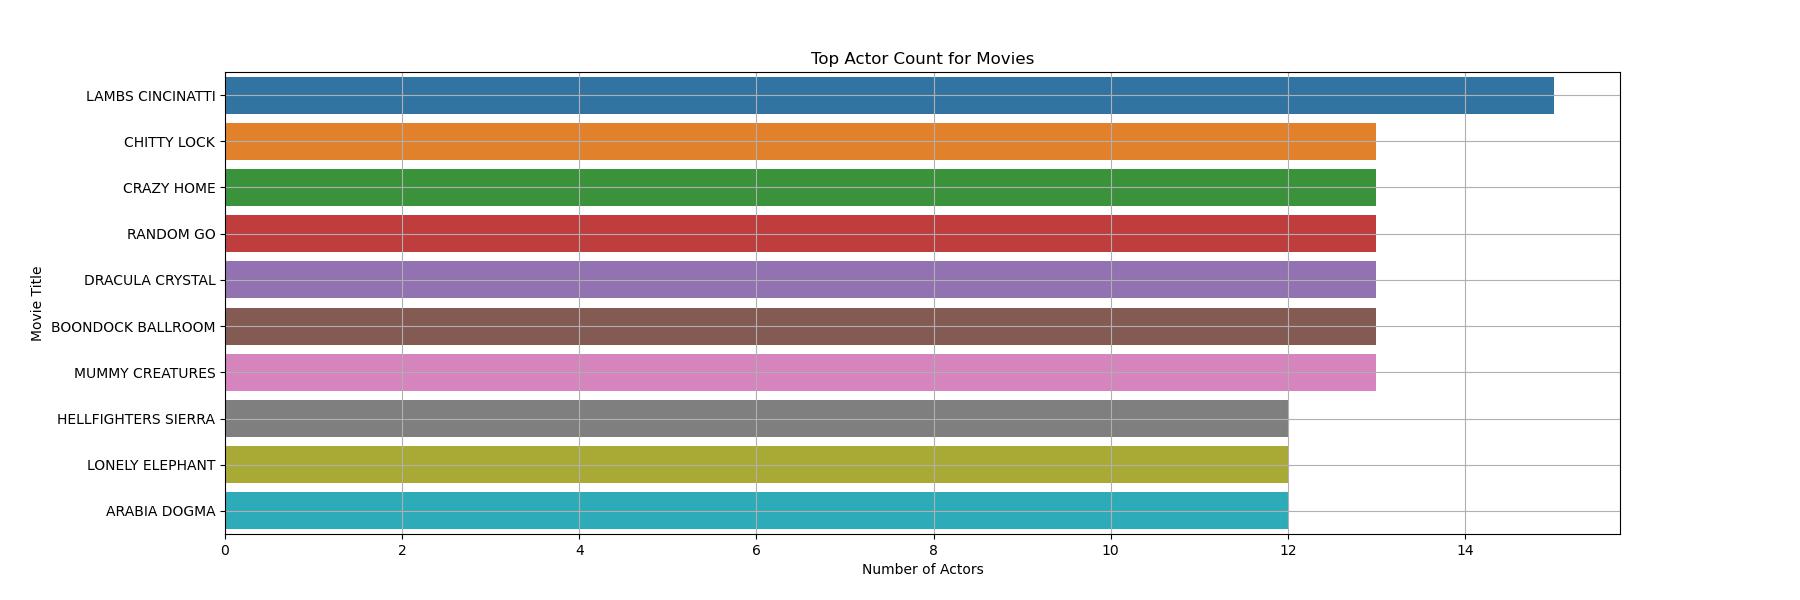 Top Actor Count for Movies
LAMBS CINCINATTI
CHITTY LOCK
CRAZY HOME
RANDOM GO
DRACULA CRYSTAL
BOONDOCK BALLROOM
MUMMY CREATURES
HELLFIGHTERS SIERRA
LONELY ELEPHANT
ARABIA DOGMA
Movie Title
0 2 4 6 8 10 12 14
Number of Actors